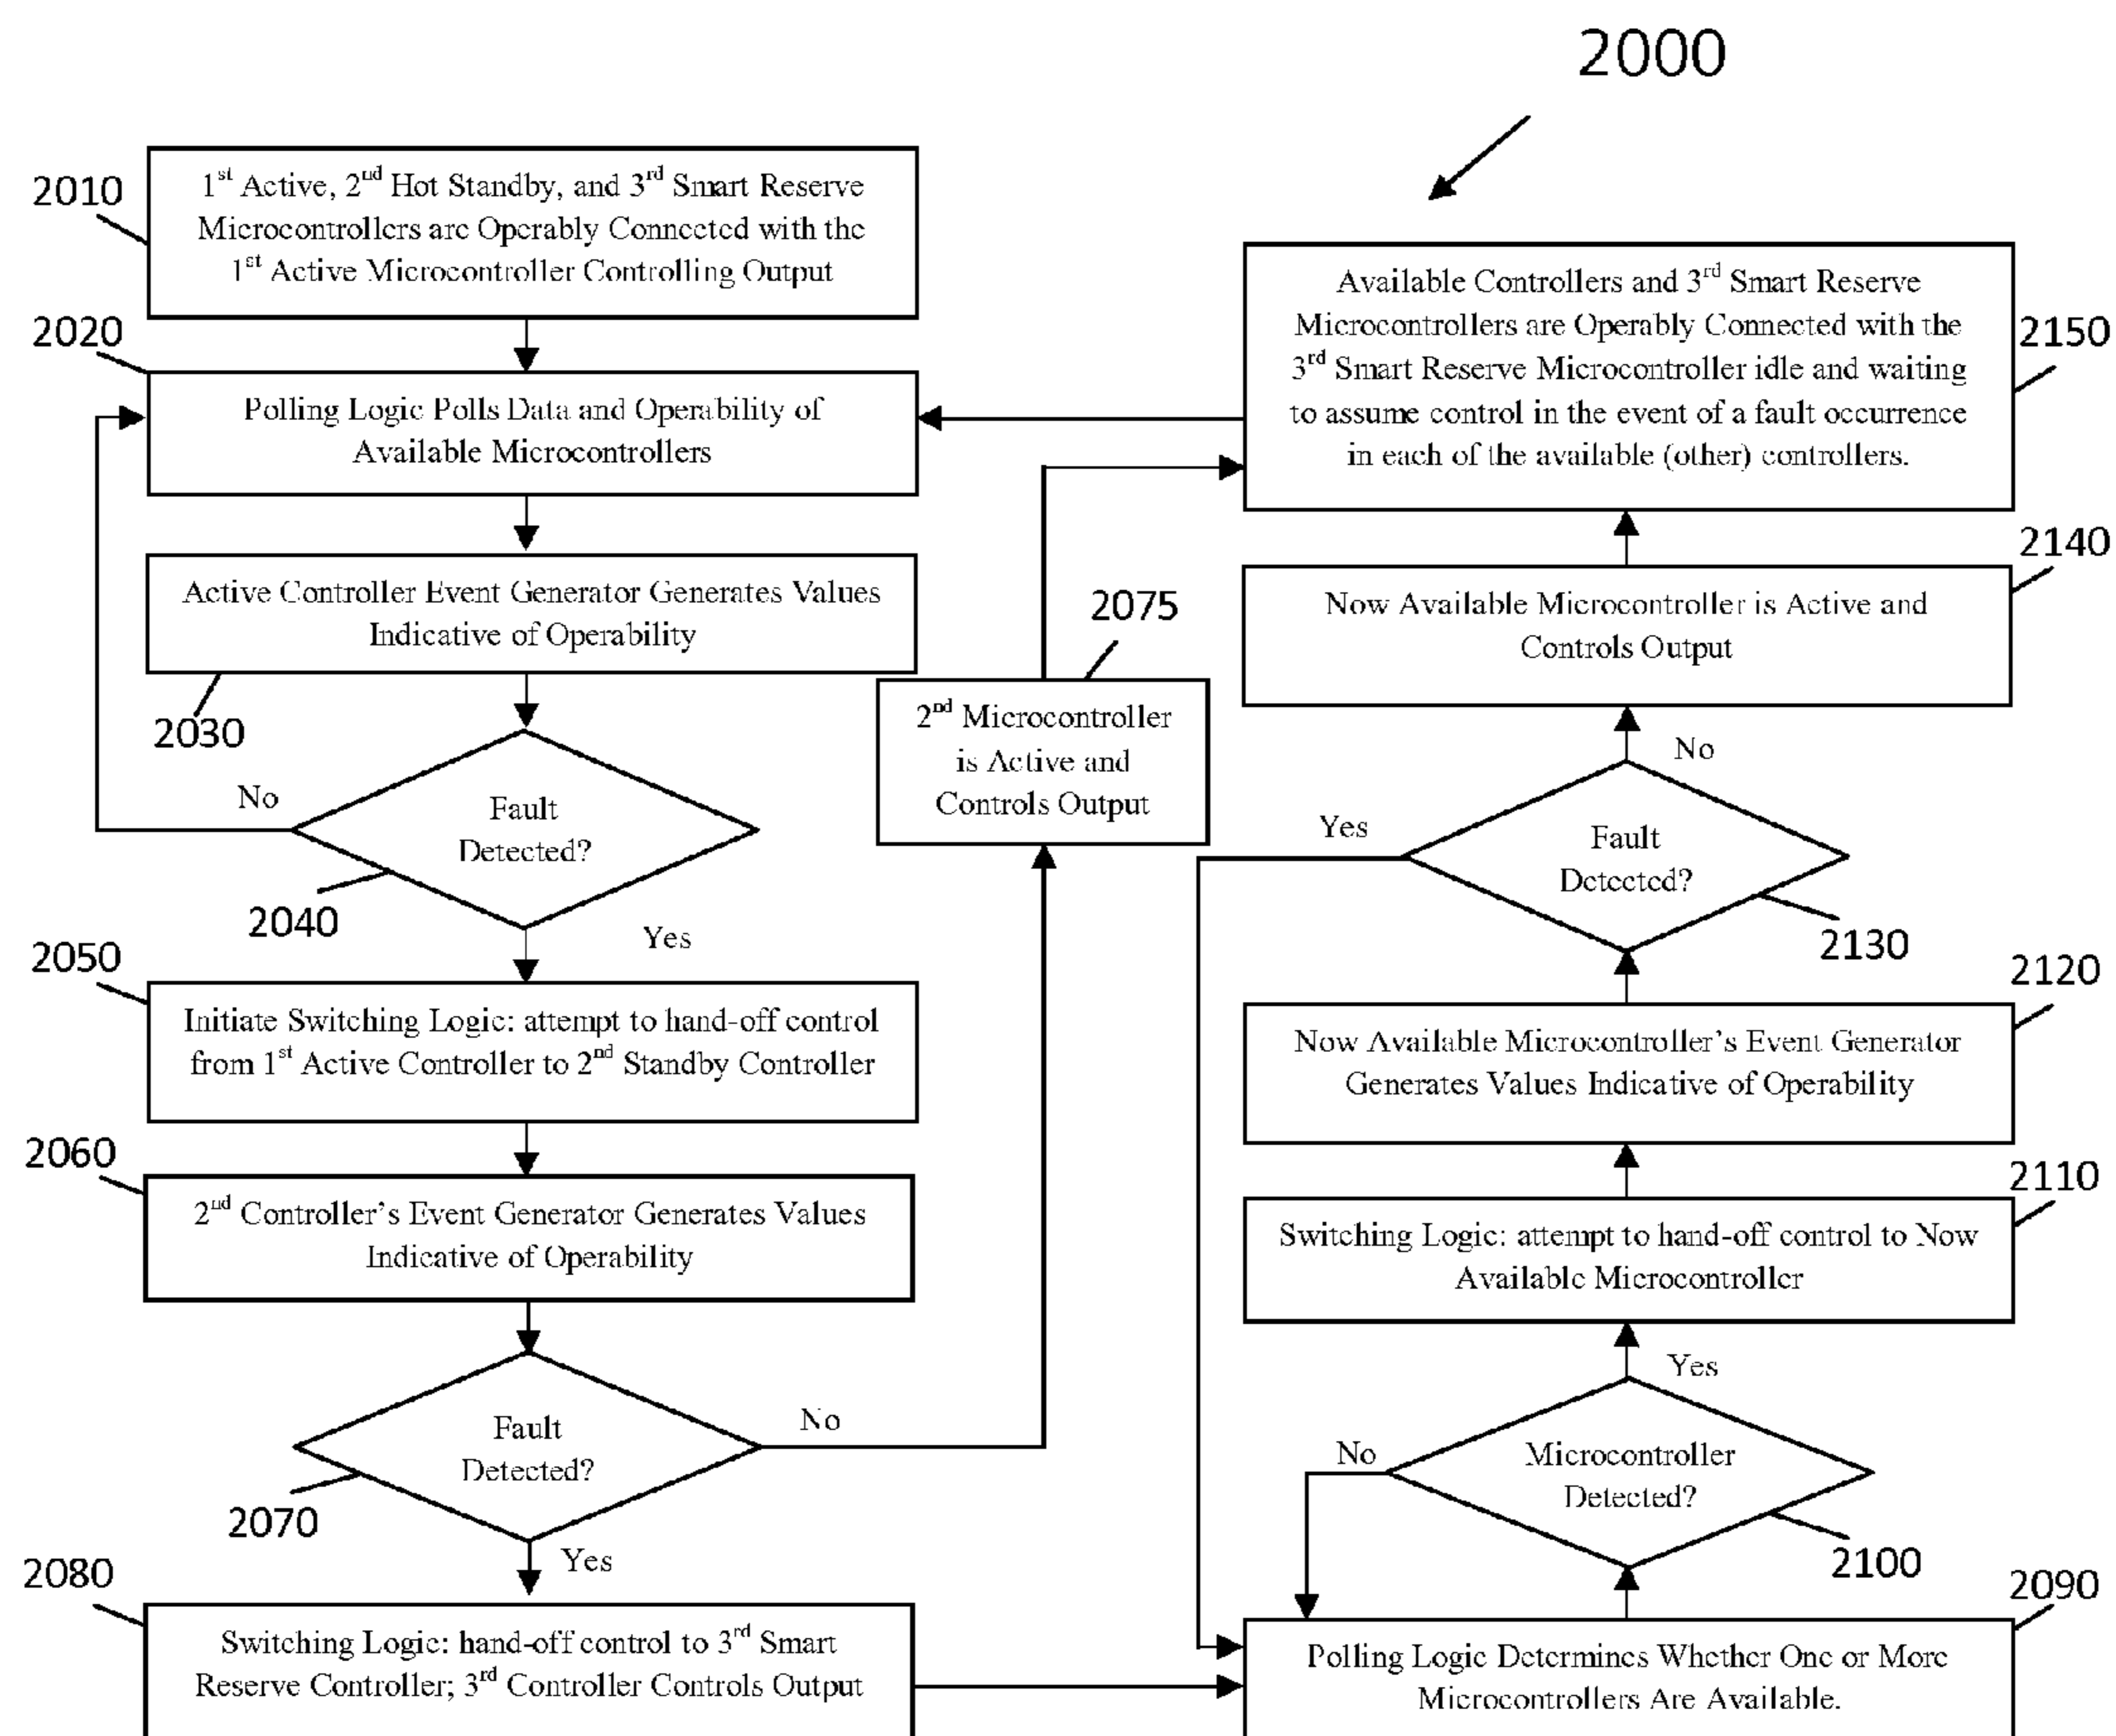 2000
2010
1st Active, 2nd Hot Standby, and 3rd Smart Reserve
Microcontrollers are Operably Connected with the
1st Active Microcontroller Controlling Output
2020
Polling Logic Polls Data and Operability of
Available Microcontrollers
Active Controller Event Generator Generates Values
Indicative of Operability
2030
No
Fault
Detected?
2040
Yes
2050
Initiate Switching Logic: attempt to hand-off control
from 1st Active Controller to 2nd Standby Controller
2060
2nd Controller's Event Generator Generates Values
Indicative of Operability
Fault
Detected?
No
2070
Yes
2080
Switching Logic: hand-off control to 3rd Smart
Reserve Controller; 3rd Controller Controls Output
2075
2nd Microcontroller
is Active and
Controls Output
Available Controllers and 3rd Smart Reserve
Microcontrollers are Operably Connected with the
3rd Smart Reserve Microcontroller idle and waiting
to assume control in the event of a fault occurrence
in each of the available (other) controllers.
2150
2140
Now Available Microcontroller is Active and
Controls Output
No
Yes
Fault
Detected?
2130
2120
Now Available Microcontroller's Event Generator
Generates Values Indicative of Operability
2110
Switching Logic: attempt to hand-off control to Now
Available Microcontroller
Yes
No
Microcontroller
Detected?
2100
2090
Polling Logic Determines Whether One or More
Microcontrollers Are Available.